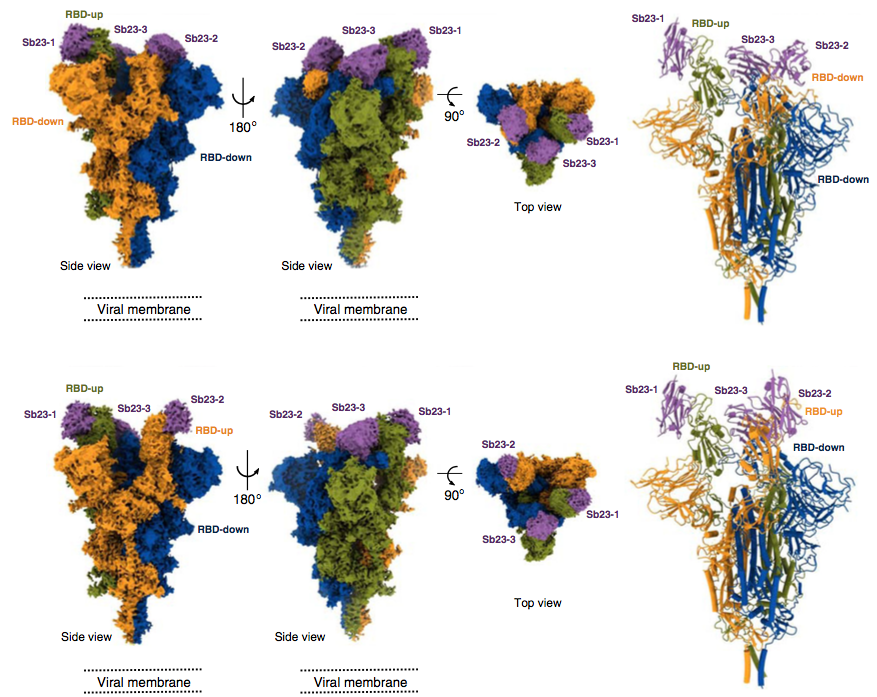 RBD-up
Sb23-1
Sb23-3
Sb23-2
RBD-down
RBD-down
180°
Side view
Viral membrane
Sb23-2
Sb23-3
Sb23-1
90°
Side view
Viral membrane
Sb23-2
Sb23-1
Sb23-3
Top view
Sb23-1
RBD-up
Sb23-3
Sb23-2
RBD-down
RBD-down
RBD-up
Sb23-1
Sb23-3
Sb23-2
RBD-up
RBD-down
180°
Side view
Viral membrane
Sb23-2
Sb23-3
Sb23-1
90°
Side view
Viral membrane
Sb23-2
Sb23-1
Sb23-3
Top view
RBD-up
Sb23-1
Sb23-3
Sb23-2
RBD-up
RBD-down